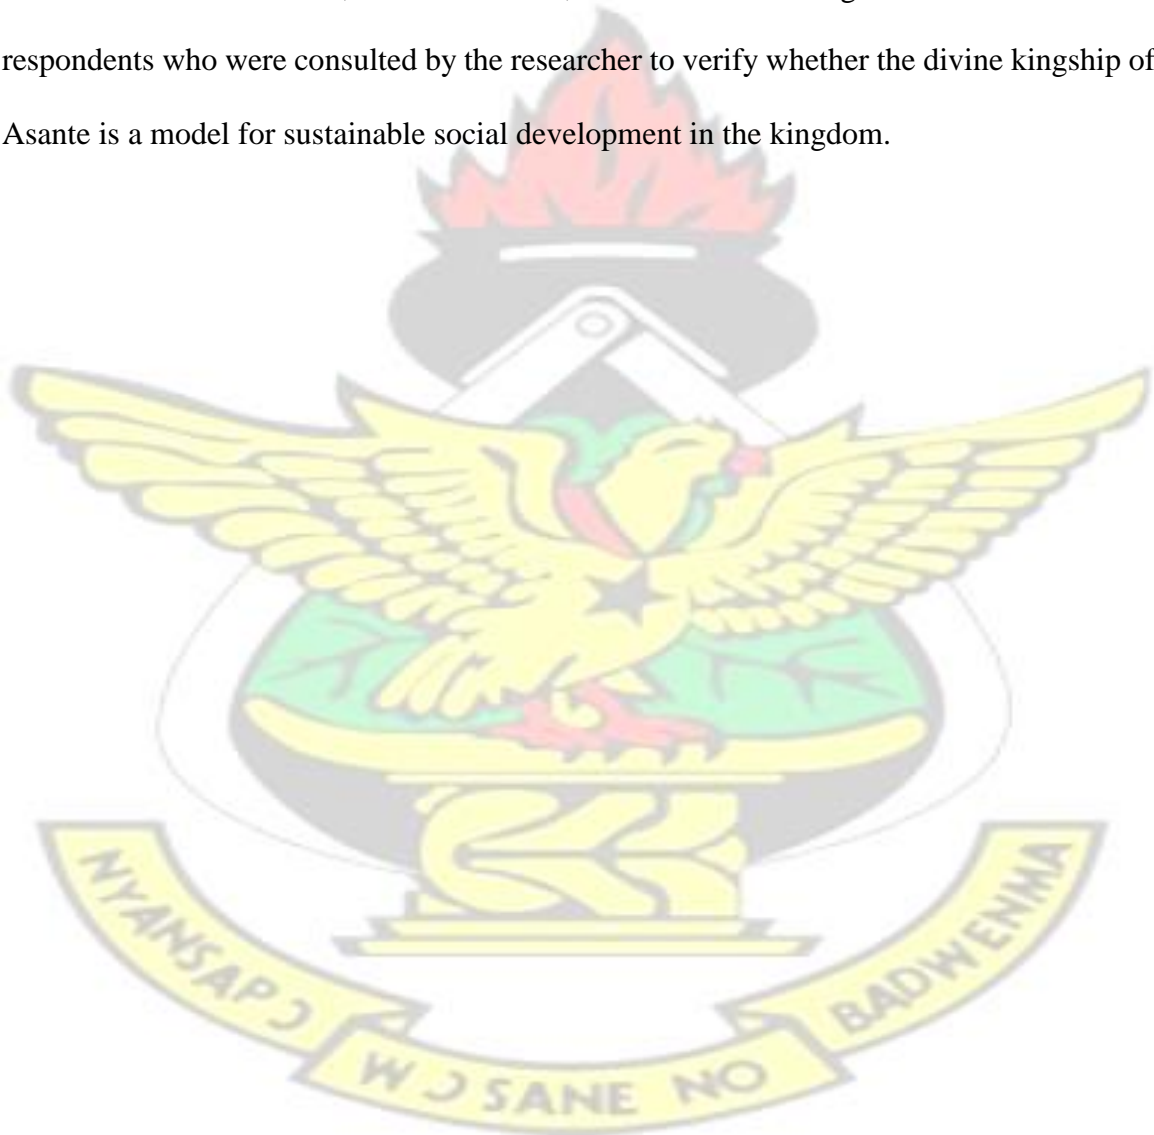 respondents who were consulted by the researcher to verify whether the divine kingship of
Asante is a model for sustainable social development in the kingdom.
NYANSAPƆ
WƆSANE NO
BADWENMA